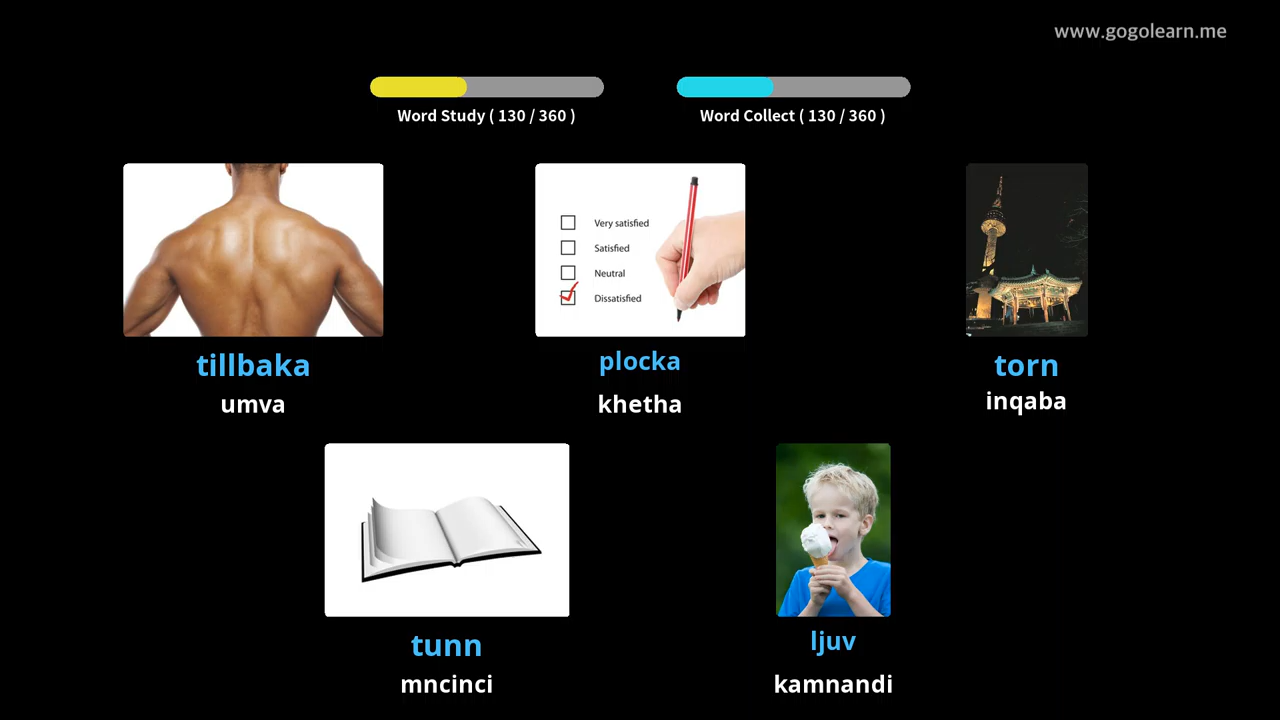 www.gogolearn.me
Word Study ( 130 / 360 )
Word Collect ( 130 / 360 )
Very satisfied
Satisfied
Neutral
Dissatisfied
tillbaka
umva
plocka
khetha
torn
inqaba
tunn
mncinci
ljuv
kamnandi